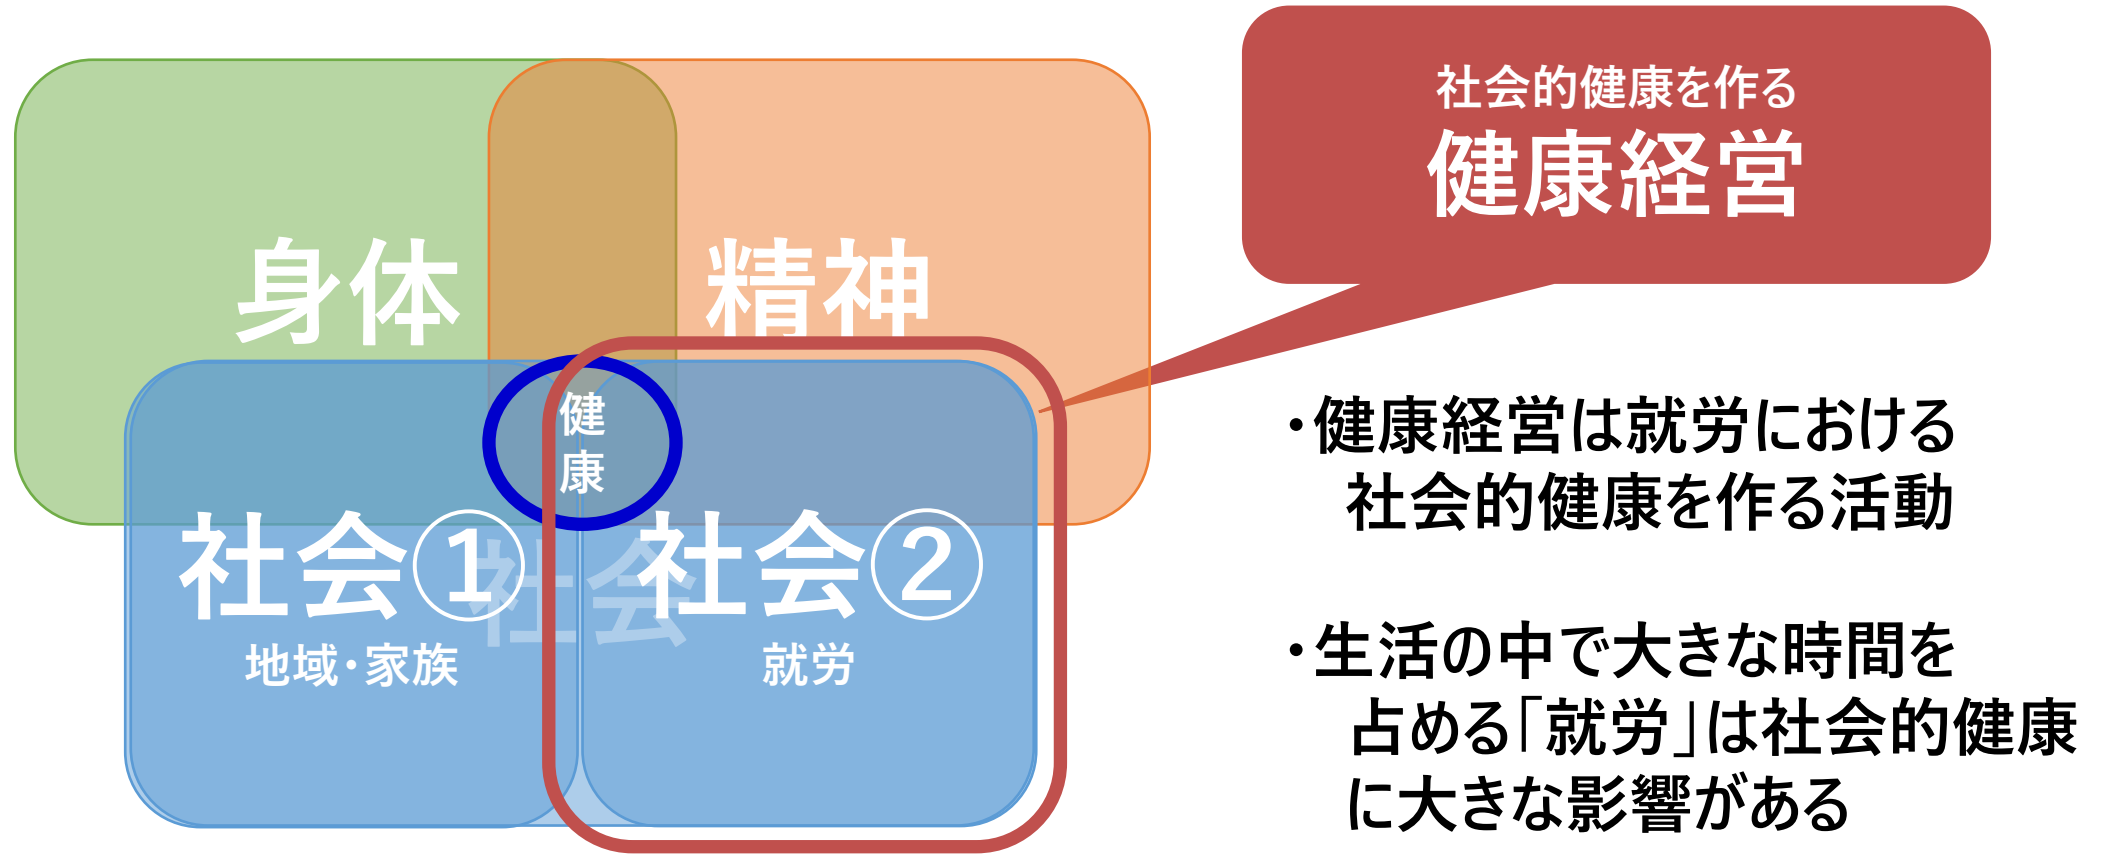 社会的健康を作る
健康経営
身体
精神
健
康
社会①
社会
社会②
地域・家族
就労
・健康経営は就労における
社会的健康を作る活動
・生活の中で大きな時間を
占める「就労」は社会的健康
に大きな影響がある